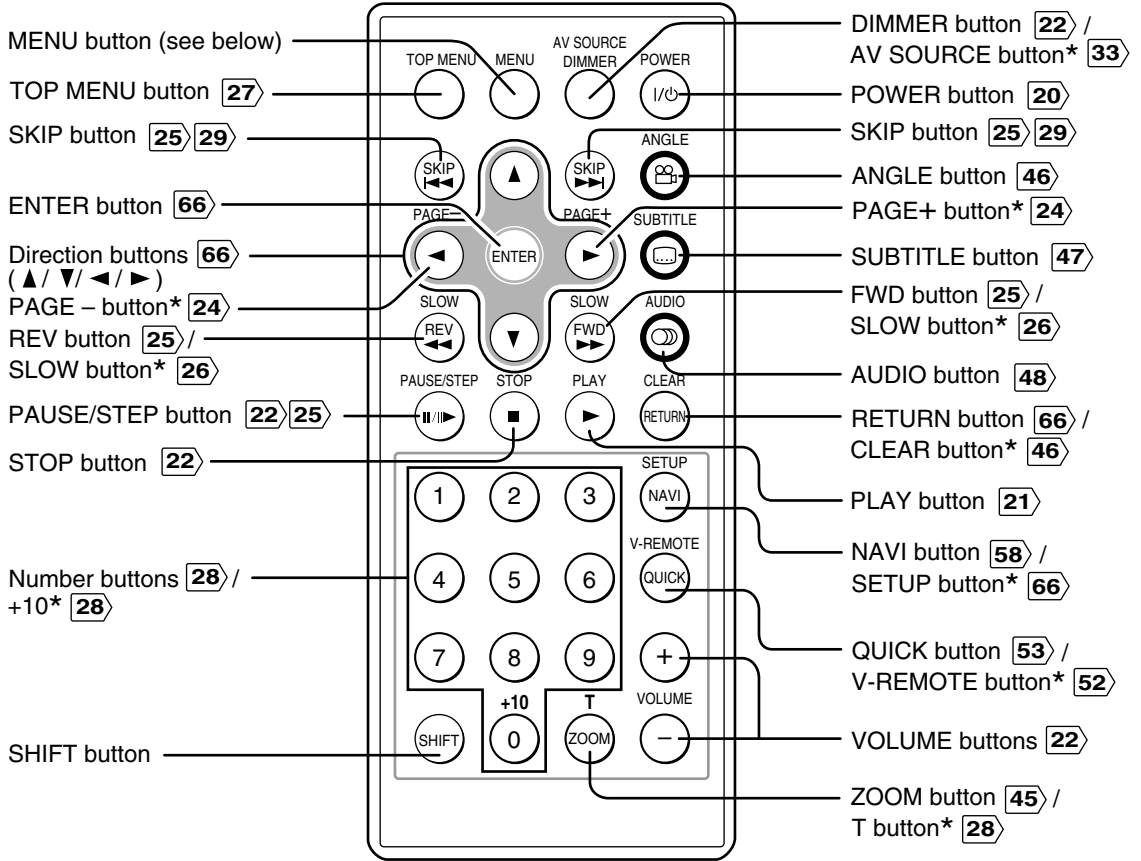 MENU button (see below)
TOP MENU button 27
SKIP button 25 29
ENTER button 66
Direction buttons 66
( ▲ / ▼ / ◄ / ► )
PAGE – button* 24
REV button 25 /
SLOW button* 26
PAUSE/STEP button 22 25
STOP button 22
Number buttons 28 /
+10* 28
SHIFT button
AV SOURCE
TOP MENU MENU DIMMER POWER
I/⏻
ANGLE
SKIP SKIP
PAGE– PAGE+ SUBTITLE
ENTER
SLOW SLOW AUDIO
REV FWD
PAUSE/STEP STOP PLAY CLEAR
RETURN
SETUP
1 2 3 NAVI
V-REMOTE
4 5 6 QUICK
7 8 9 +
+10 T VOLUME
SHIFT 0 ZOOM –
DIMMER button 22 /
AV SOURCE button* 33
POWER button 20
SKIP button 25 29
ANGLE button 46
PAGE+ button* 24
SUBTITLE button 47
FWD button 25 /
SLOW button* 26
AUDIO button 48
RETURN button 66 /
CLEAR button* 46
PLAY button 21
NAVI button 58 /
SETUP button* 66
QUICK button 53 /
V-REMOTE button* 52
VOLUME buttons 22
ZOOM button 45 /
T button* 28